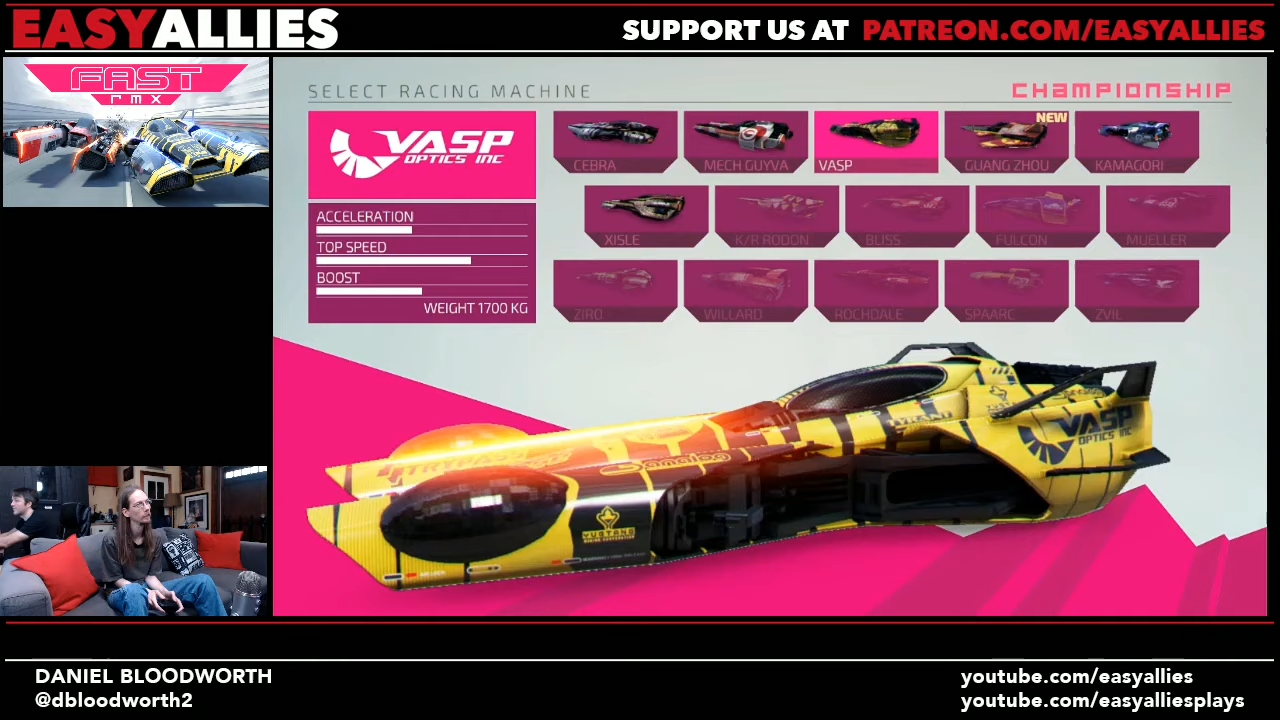 EASYALLIES
SUPPORT US AT PATREON.COM/EASYALLIES
FAST
rmx
SELECT RACING MACHINE
CHAMPIONSHIP
VASP
OPTICS INC
ACCELERATION
TOP SPEED
BOOST
WEIGHT 1700 KG
CEBRA
MECH GUYVA
VASP
NEW
GUANG ZHOU
KAMAGORI
XISLE
K/R RODON
BLISS
FULCON
MUELLER
ZIRO
WILLARD
ROCHDALE
SPAARC
ZVIL
VASP
OPTICS INC
DANIEL BLOODWORTH
@dbloodworth2
youtube.com/easyallies
youtube.com/easyalliesplays